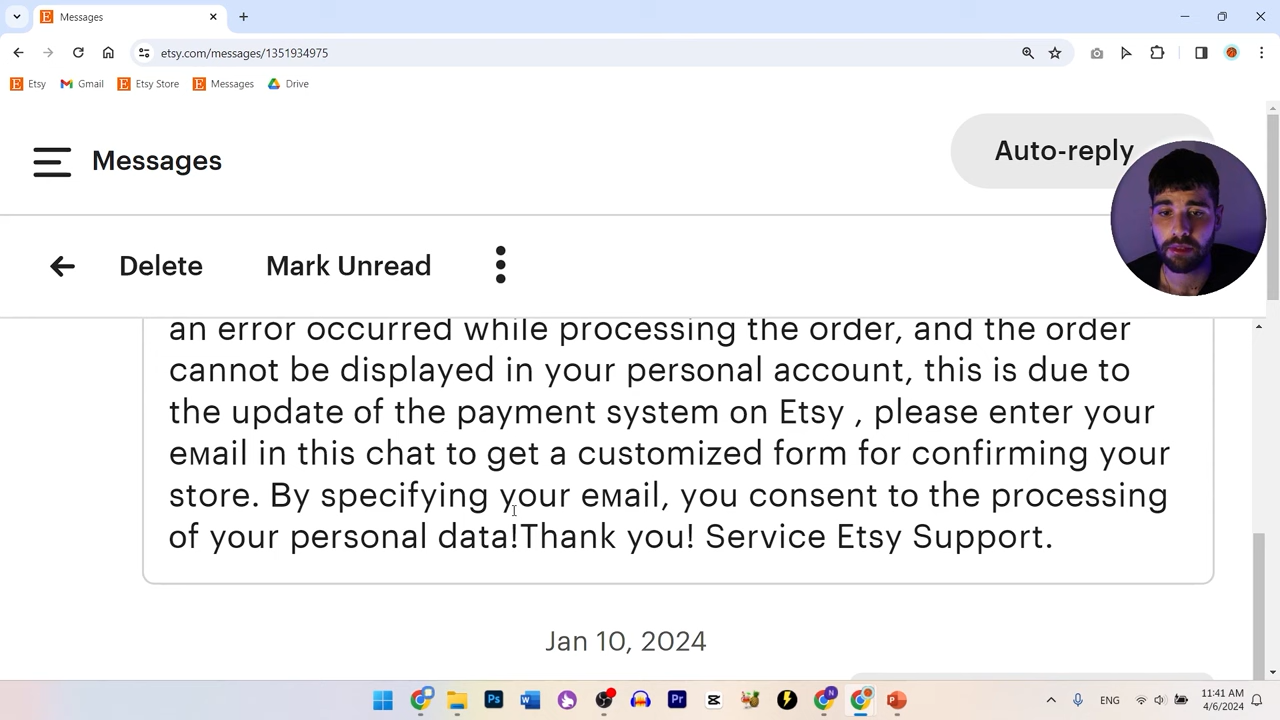 Messages
etsy.com/messages/1351934975
Etsy
Gmail
Etsy Store
Messages
Drive
Messages
Auto-reply
Delete
Mark Unread
an error occurred while processing the order, and the order
cannot be displayed in your personal account, this is due to
the update of the payment system on Etsy , please enter your
eмail in this chat to get a customized form for confirming your
store. By specifying your eмail, you consent to the processing
of your personal data!Thank you! Service Etsy Support.
Jan 10, 2024
ENG
11:41 AM
4/6/2024